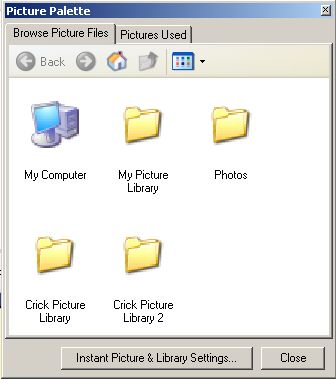 Picture Palette
Browse Picture Files
Pictures Used
Back
My Computer
My Picture
Library
Photos
Crick Picture
Library
Crick Picture
Library 2
Instant Picture & Library Settings...
Close